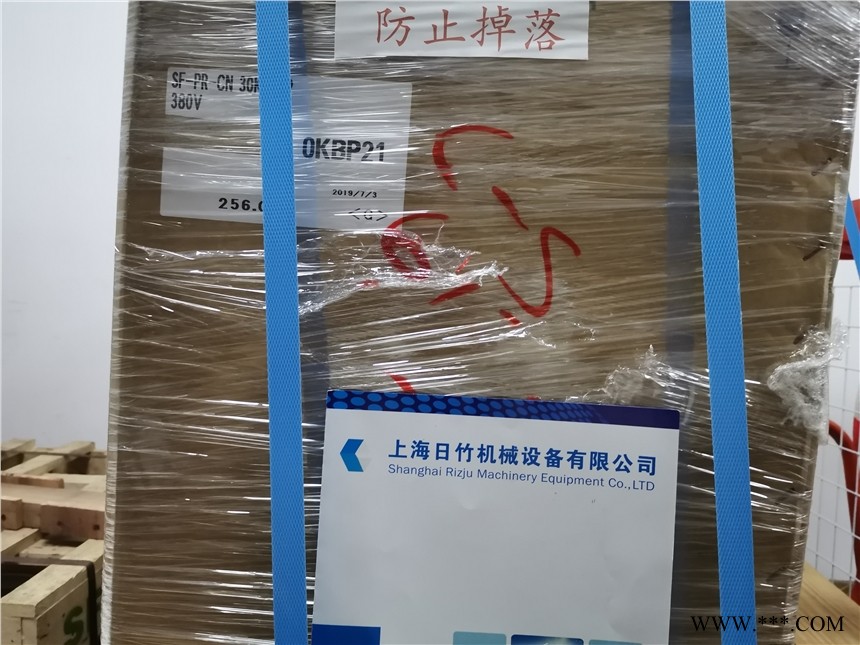 防止掉落
SF-PR-CN 30K
380V
0KBP21
2019/7/3
256.0
<G>
上海日竹机械设备有限公司
Shanghai Rizju Machinery Equipment Co.,LTD
WWW.***.COM